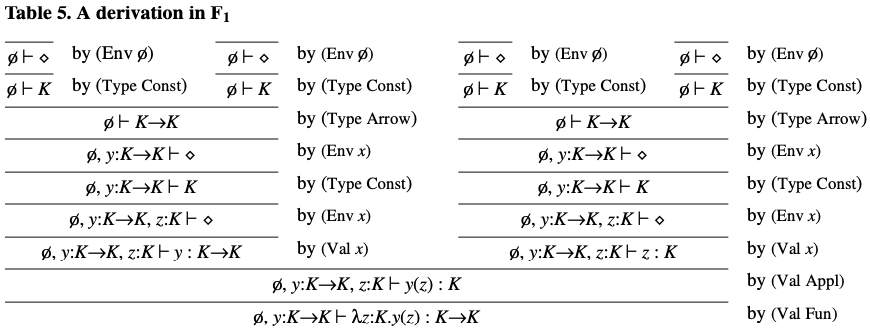 Table 5. A derivation in F₁
ø ⊢ ⋄ by (Env ø) ø ⊢ ⋄ by (Env ø) ø ⊢ ⋄ by (Env ø) ø ⊢ ⋄ by (Env ø)
ø ⊢ K by (Type Const) ø ⊢ K by (Type Const) ø ⊢ K by (Type Const) ø ⊢ K by (Type Const)
ø ⊢ K→K by (Type Arrow) ø ⊢ K→K by (Type Arrow)
ø, y:K→K ⊢ ⋄ by (Env x) ø, y:K→K ⊢ ⋄ by (Env x)
ø, y:K→K ⊢ K by (Type Const) ø, y:K→K ⊢ K by (Type Const)
ø, y:K→K, z:K ⊢ ⋄ by (Env x) ø, y:K→K, z:K ⊢ ⋄ by (Env x)
ø, y:K→K, z:K ⊢ y : K→K by (Val x) ø, y:K→K, z:K ⊢ z : K by (Val x)
ø, y:K→K, z:K ⊢ y(z) : K by (Val Appl)
ø, y:K→K ⊢ λz:K.y(z) : K→K by (Val Fun)